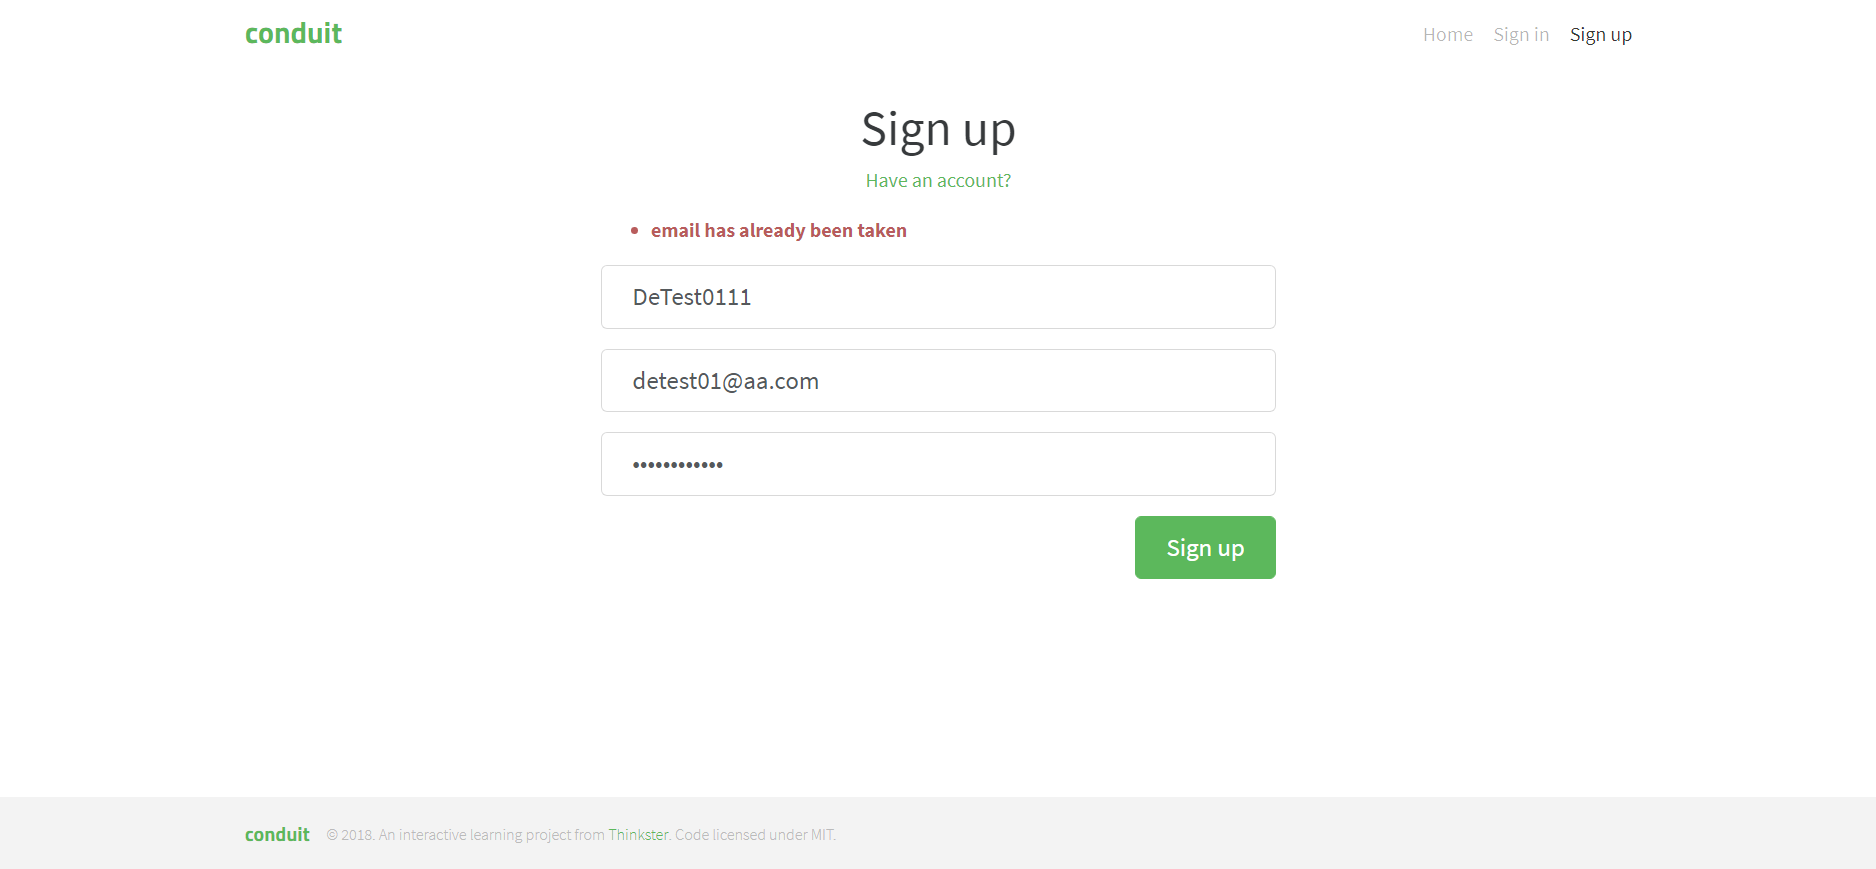 conduit
Home Sign in Sign up
Sign up
Have an account?
• email has already been taken
DeTest0111
detest01@aa.com
••••••••••••
Sign up
conduit © 2018. An interactive learning project from Thinkster. Code licensed under MIT.